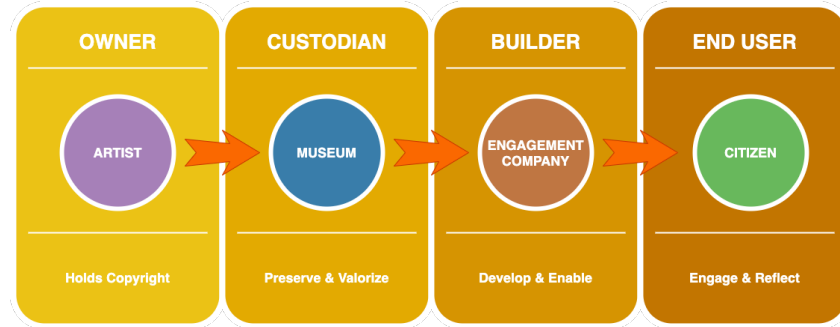 OWNER
CUSTODIAN
BUILDER
END USER
ARTIST
MUSEUM
ENGAGEMENT
COMPANY
CITIZEN
Holds Copyright
Preserve & Valorize
Develop & Enable
Engage & Reflect